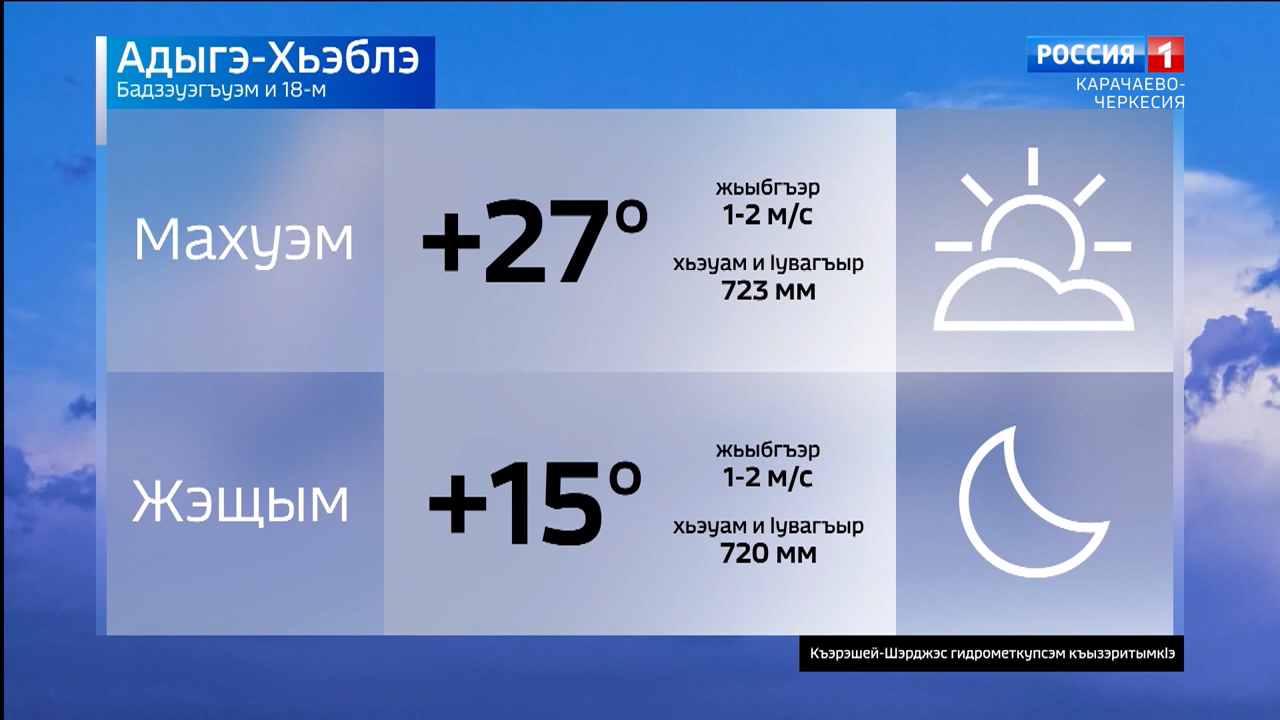 Адыгэ-Хьэблэ
Бадзэуэгъуэм и 18-м
РОССИЯ 1
КАРАЧАЕВО-
ЧЕРКЕСИЯ
Махуэм
+27°
жьыбгъэр
1-2 м/с
хьэуам и Iувагъыр
723 мм
Жэщым
+15°
жьыбгъэр
1-2 м/с
хьэуам и Iувагъыр
720 мм
Къэрэшей-Шэрджэс гидрометкупсэм къызэритымкIэ